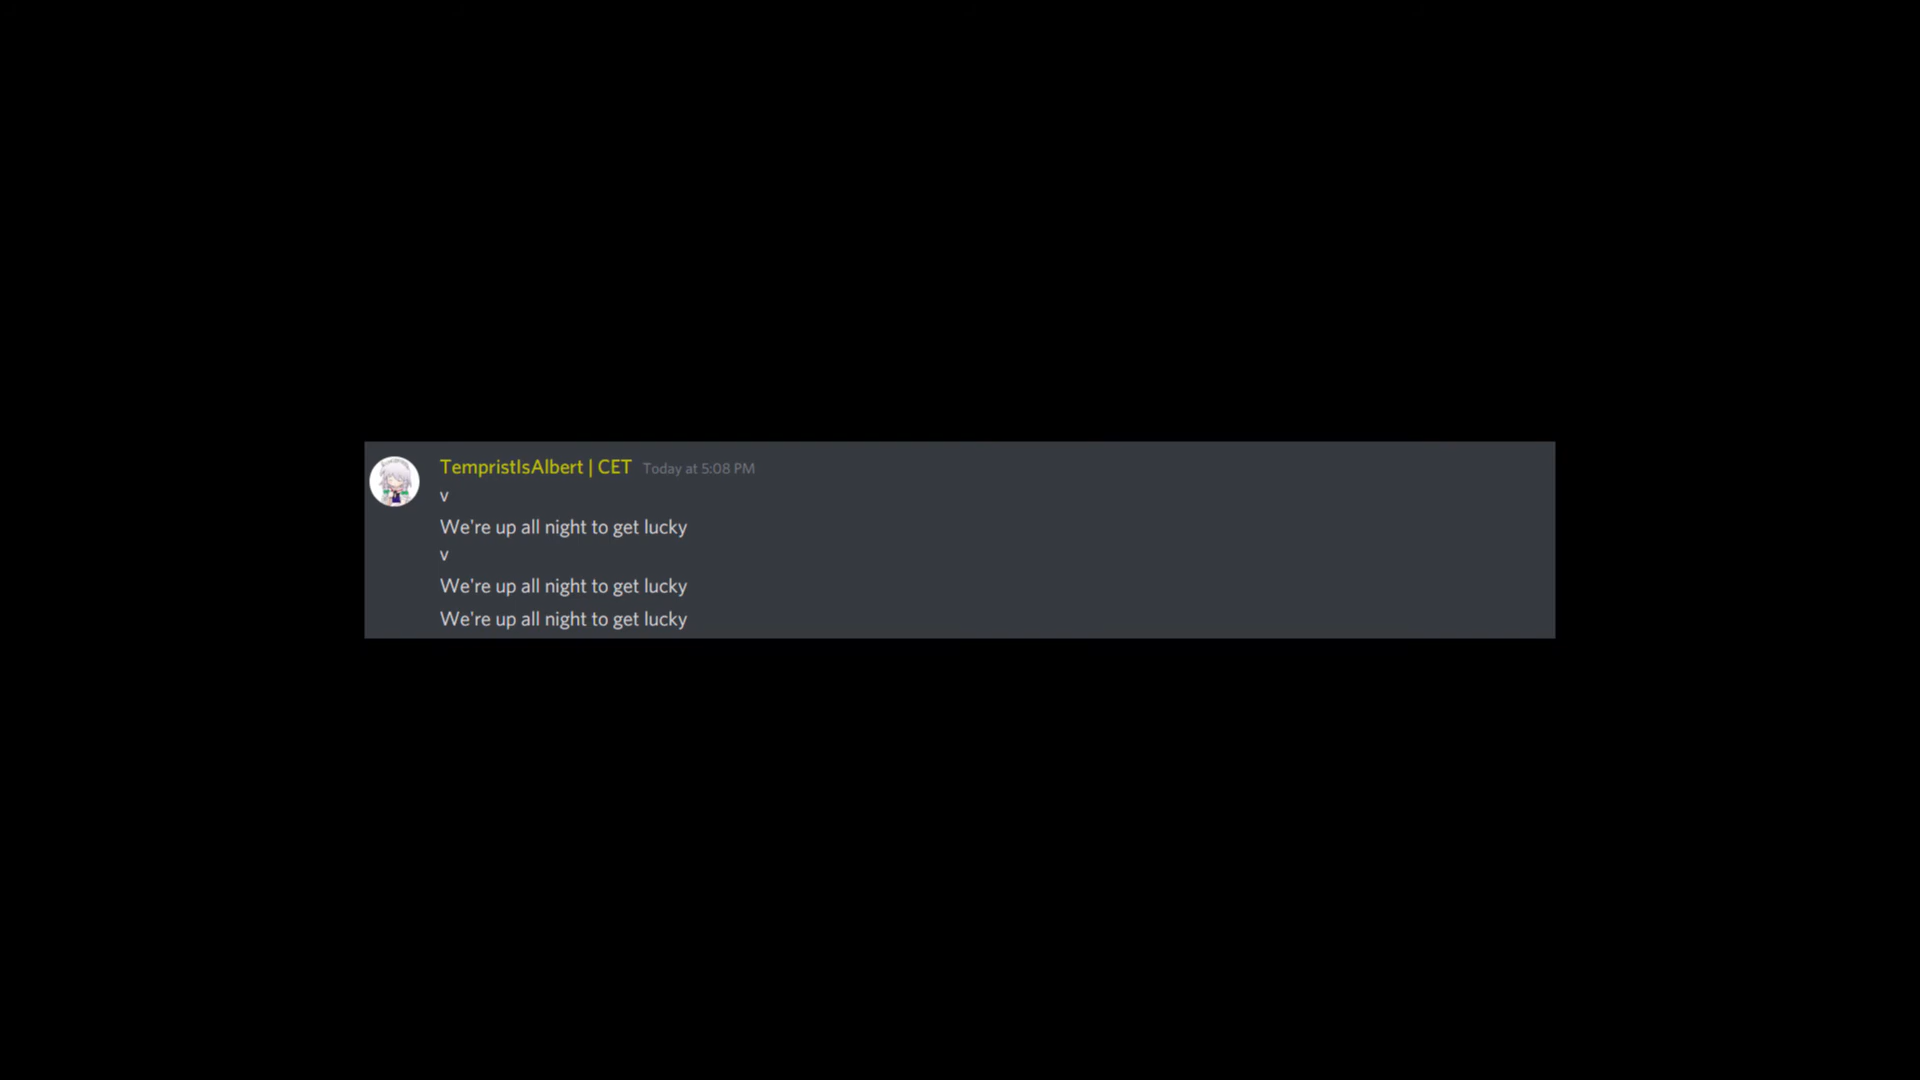 TempristIsAlbert | CET Today at 5:08 PM
v
We're up all night to get lucky
v
We're up all night to get lucky
We're up all night to get lucky